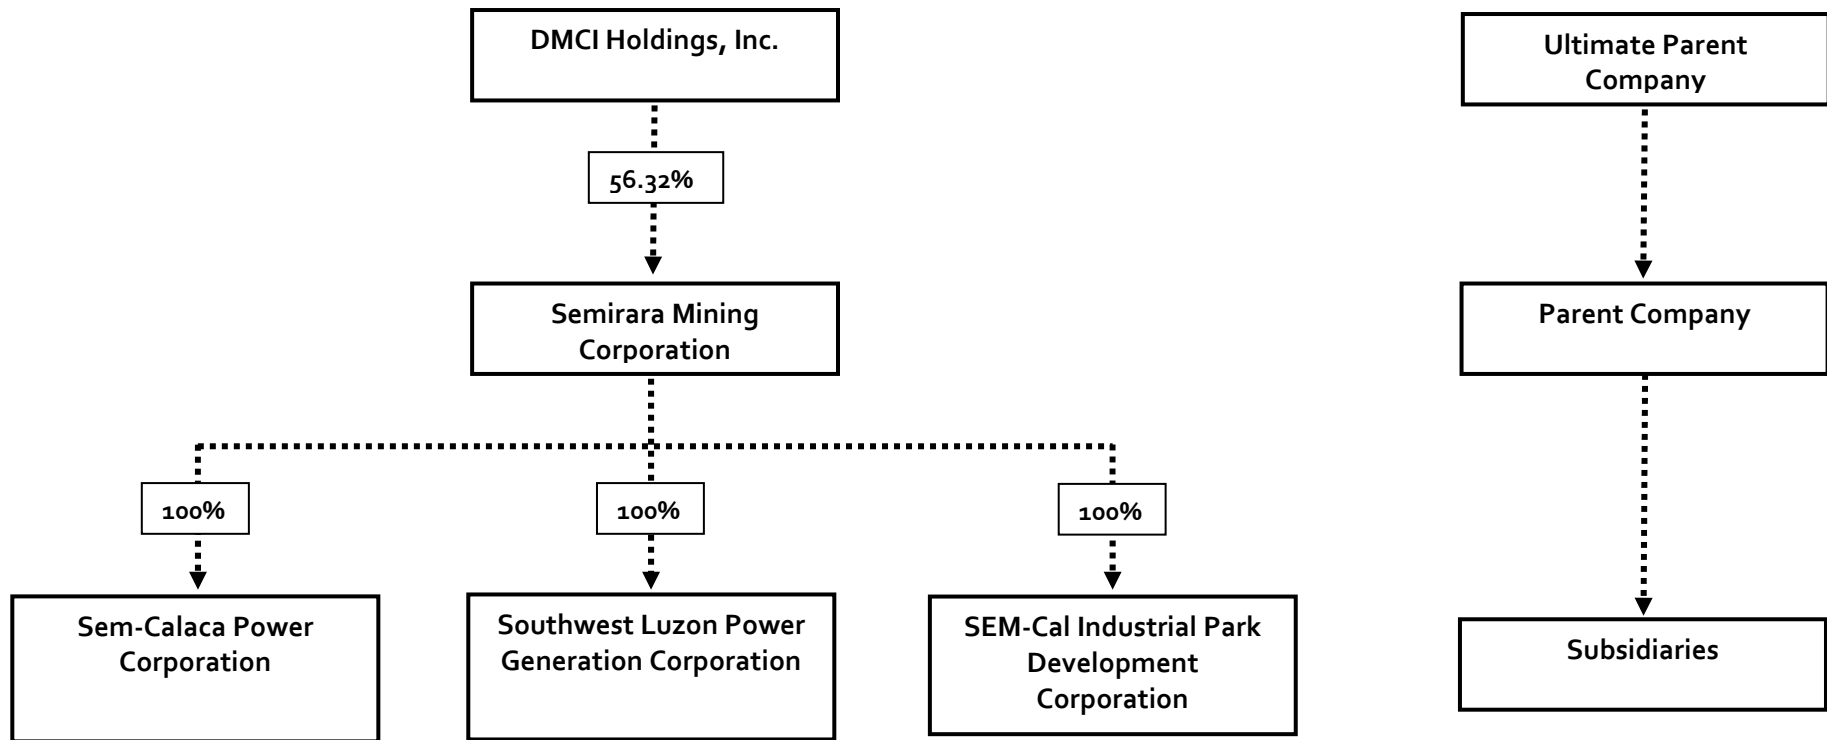 DMCI Holdings, Inc.
Ultimate Parent
Company
56.32%
Semirara Mining
Corporation
Parent Company
100%
100%
100%
Sem-Calaca Power
Corporation
Southwest Luzon Power
Generation Corporation
SEM-Cal Industrial Park
Development
Corporation
Subsidiaries